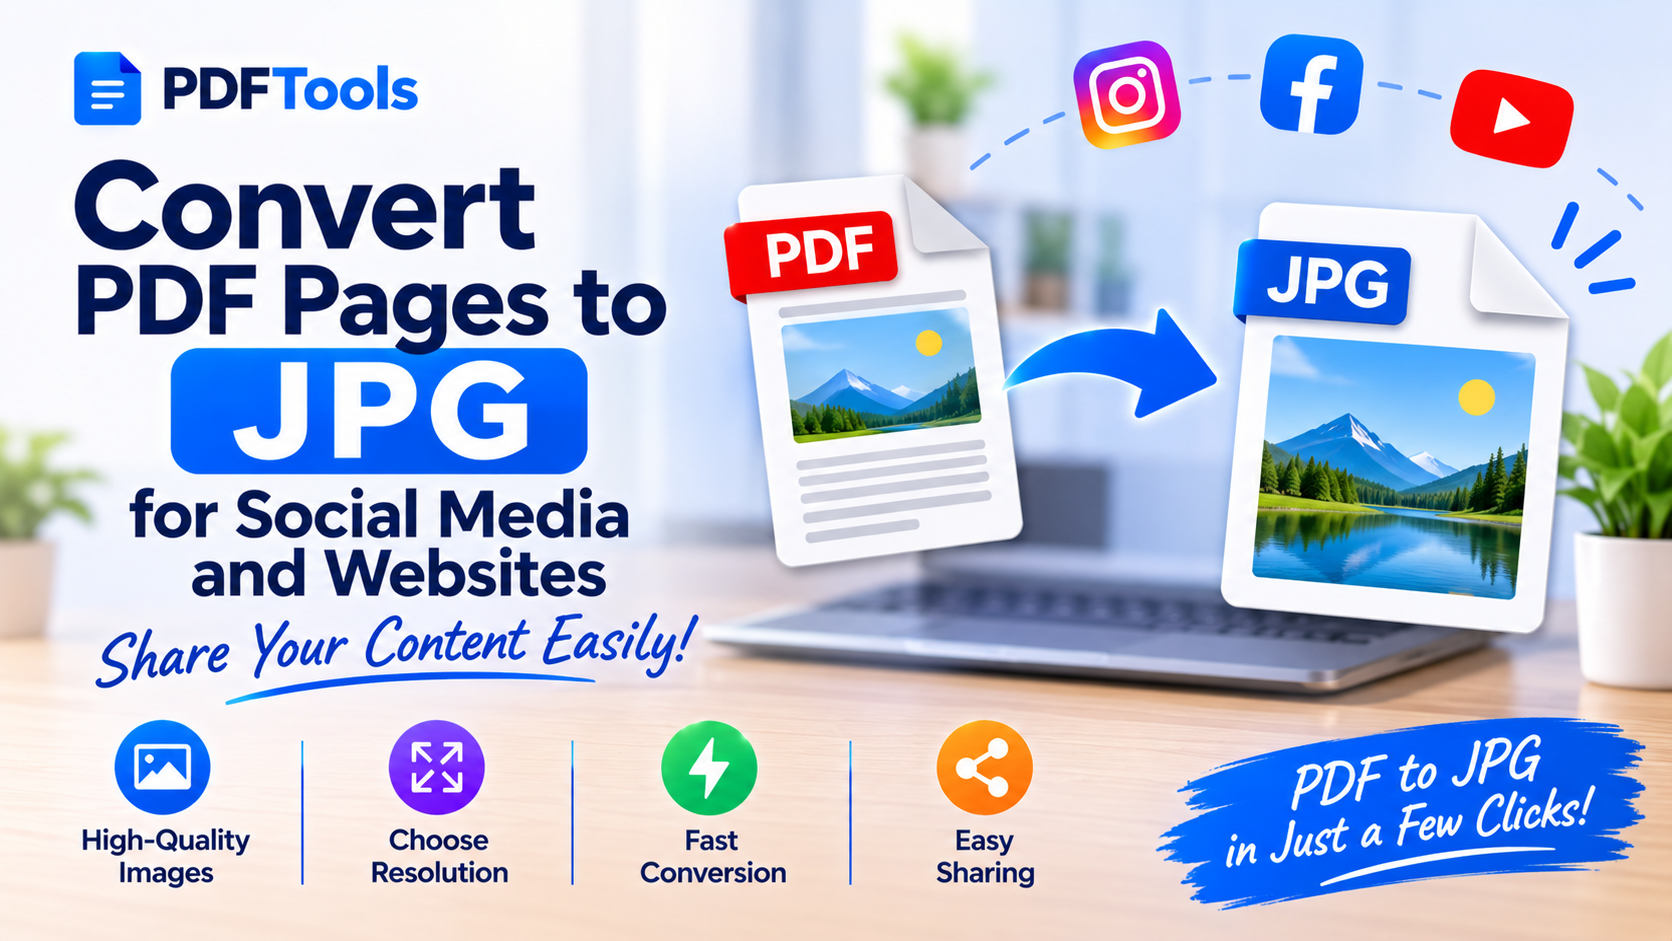 PDFTools
Convert
PDF Pages to
JPG
for Social Media
and Websites
Share Your Content Easily!
PDF
JPG
High-Quality
Images
Choose
Resolution
Fast
Conversion
Easy
Sharing
PDF to JPG
in Just a Few Clicks!